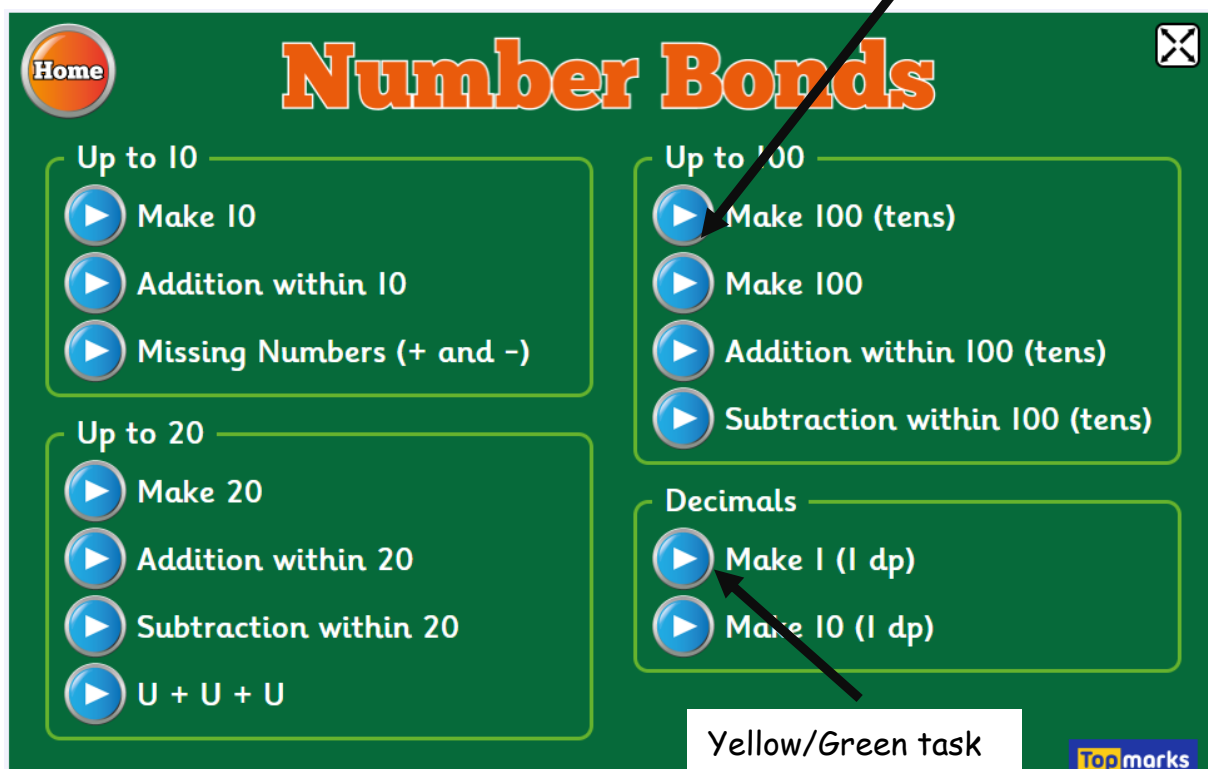 Home
Number Bonds
Up to 10
Make 10
Addition within 10
Missing Numbers (+ and -)
Up to 20
Make 20
Addition within 20
Subtraction within 20
U + U + U
Up to 100
Make 100 (tens)
Make 100
Addition within 100 (tens)
Subtraction within 100 (tens)
Decimals
Make 1 (1 dp)
Make 10 (1 dp)
Yellow/Green task
Topmarks